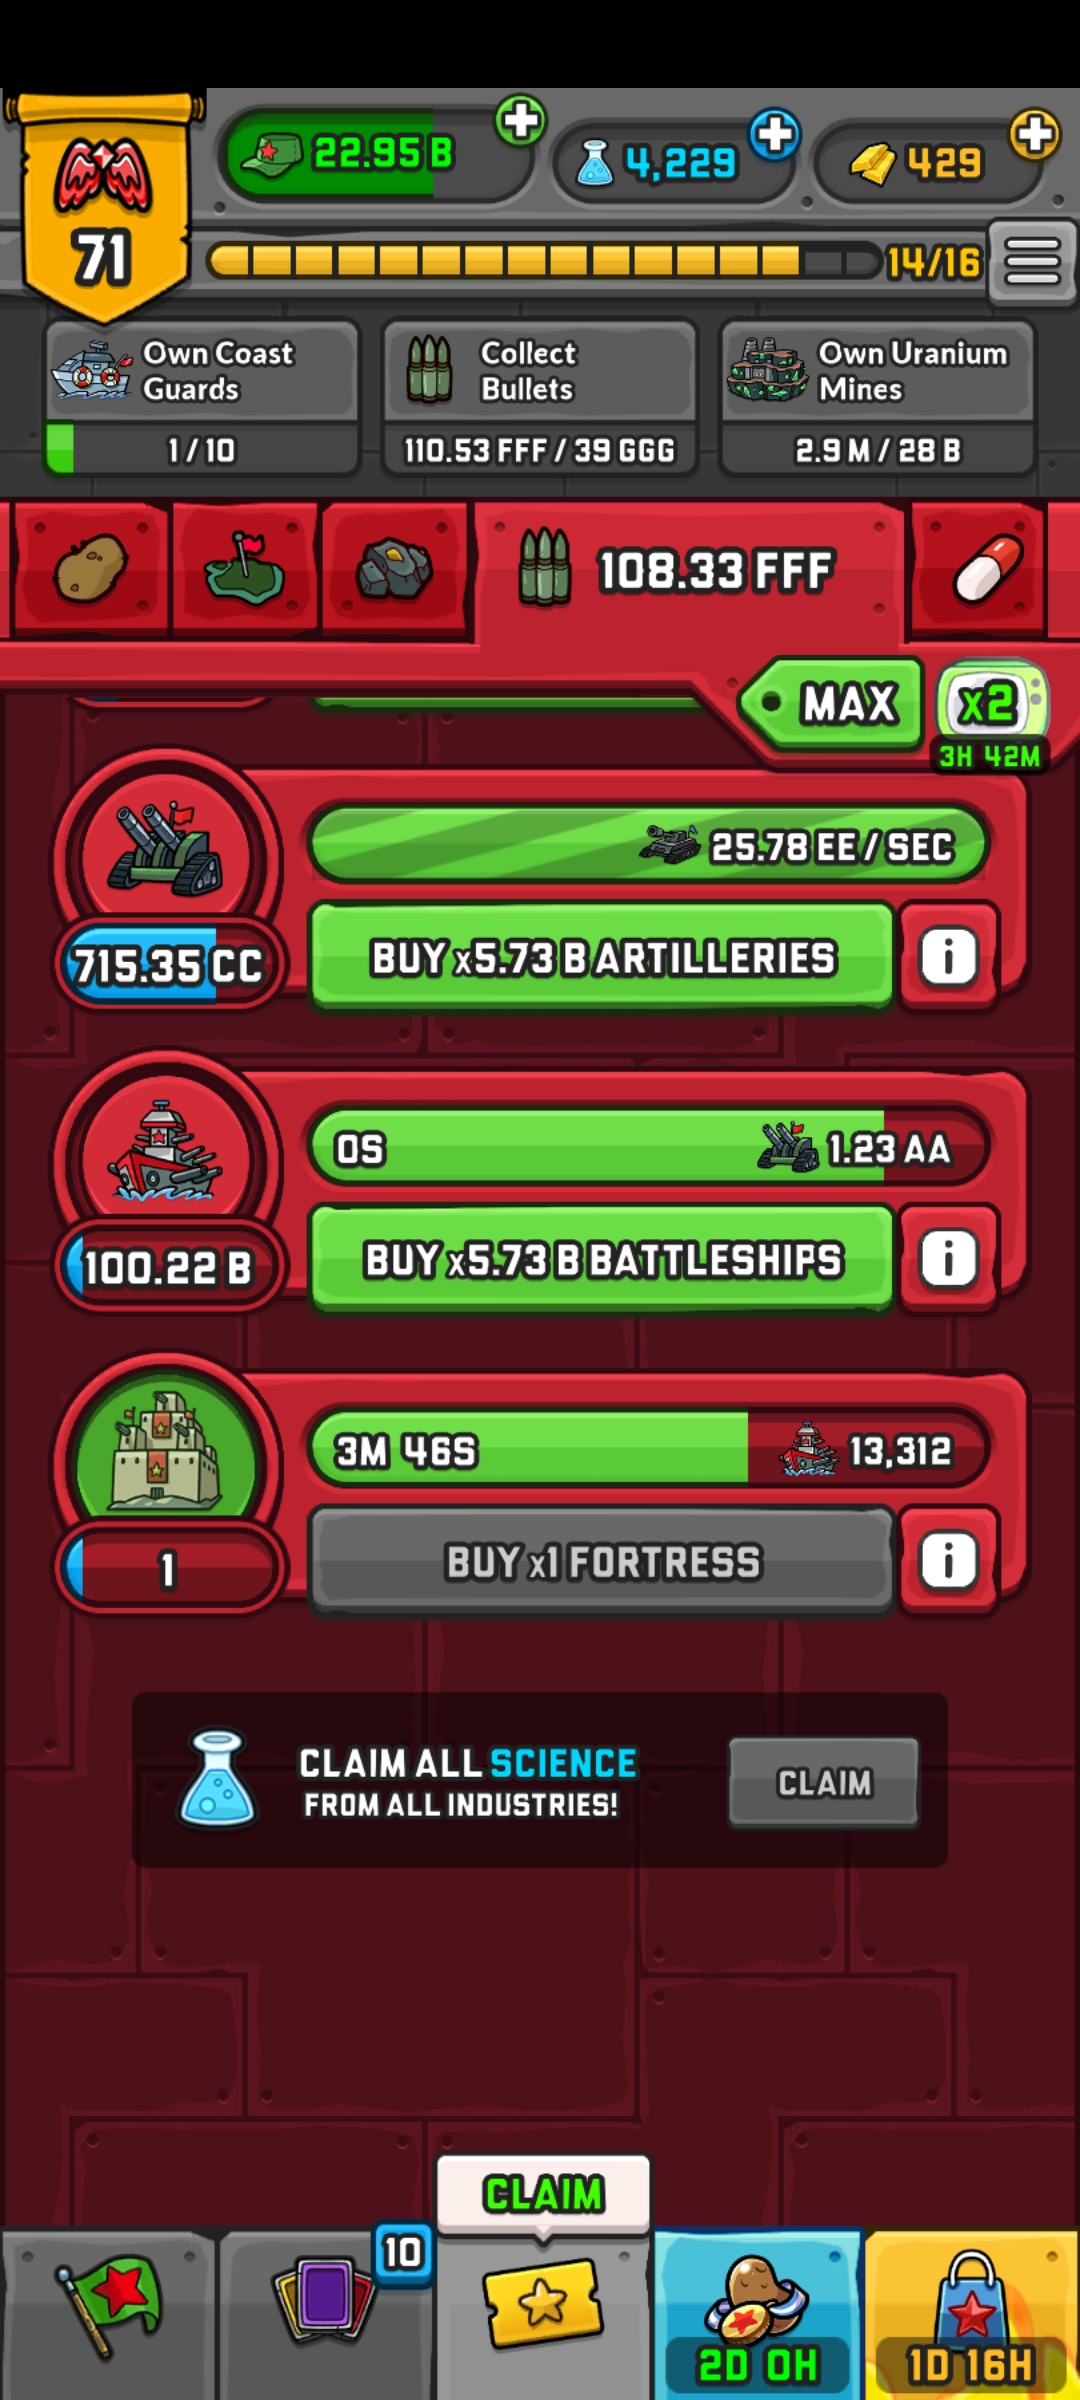 22.95 B
4,229
429
71
14/16
Own Coast
Guards
1 / 10
Collect
Bullets
110.53 FFF / 39 GGG
Own Uranium
Mines
2.9 M / 28 B
108.33 FFF
MAX
x2
3H 42M
25.78 EE / SEC
715.35 CC
BUY x5.73 B ARTILLERIES
i
0S
1.23 AA
100.22 B
BUY x5.73 B BATTLESHIPS
i
3M 46S
13,312
1
BUY x1 FORTRESS
i
CLAIM ALL SCIENCE
FROM ALL INDUSTRIES!
CLAIM
CLAIM
10
2D 0H
1D 16H